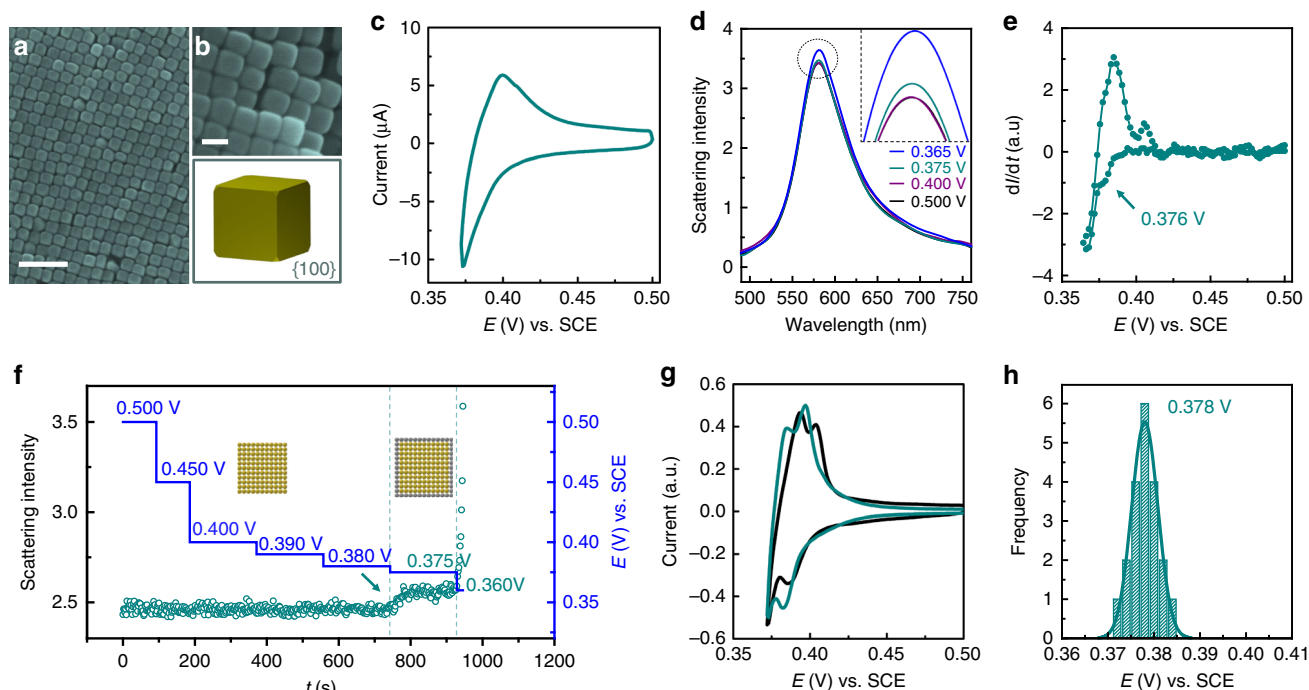 a
b
{100}
c
Current (µA)
10
5
0
−5
−10
0.35
0.40
0.45
0.50
E (V) vs. SCE
d
Scattering intensity
4
3
2
1
0
500
550
600
650
700
750
Wavelength (nm)
0.365 V
0.375 V
0.400 V
0.500 V
e
dI/dt (a.u)
4
2
0
−2
−4
0.376 V
0.35
0.40
0.45
0.50
E (V) vs. SCE
f
Scattering intensity
3.5
3.0
2.5
0.500 V
0.450 V
0.400 V
0.390 V
0.380 V
0.375 V
0.360V
0.50
0.45
0.40
0.35
E (V) vs. SCE
0
200
400
600
800
1000
1200
t (s)
g
Current (a.u.)
0.6
0.4
0.2
0.0
−0.2
−0.4
−0.6
0.35
0.40
0.45
0.50
E (V) vs. SCE
h
Frequency
6
5
4
3
2
1
0
0.378 V
0.36
0.37
0.38
0.39
0.40
0.41
E (V) vs. SCE